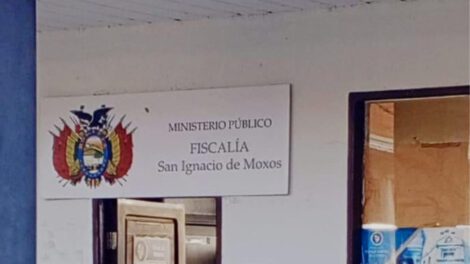 MINISTERIO PÚBLICO
FISCALÍA
San Ignacio de Moxos